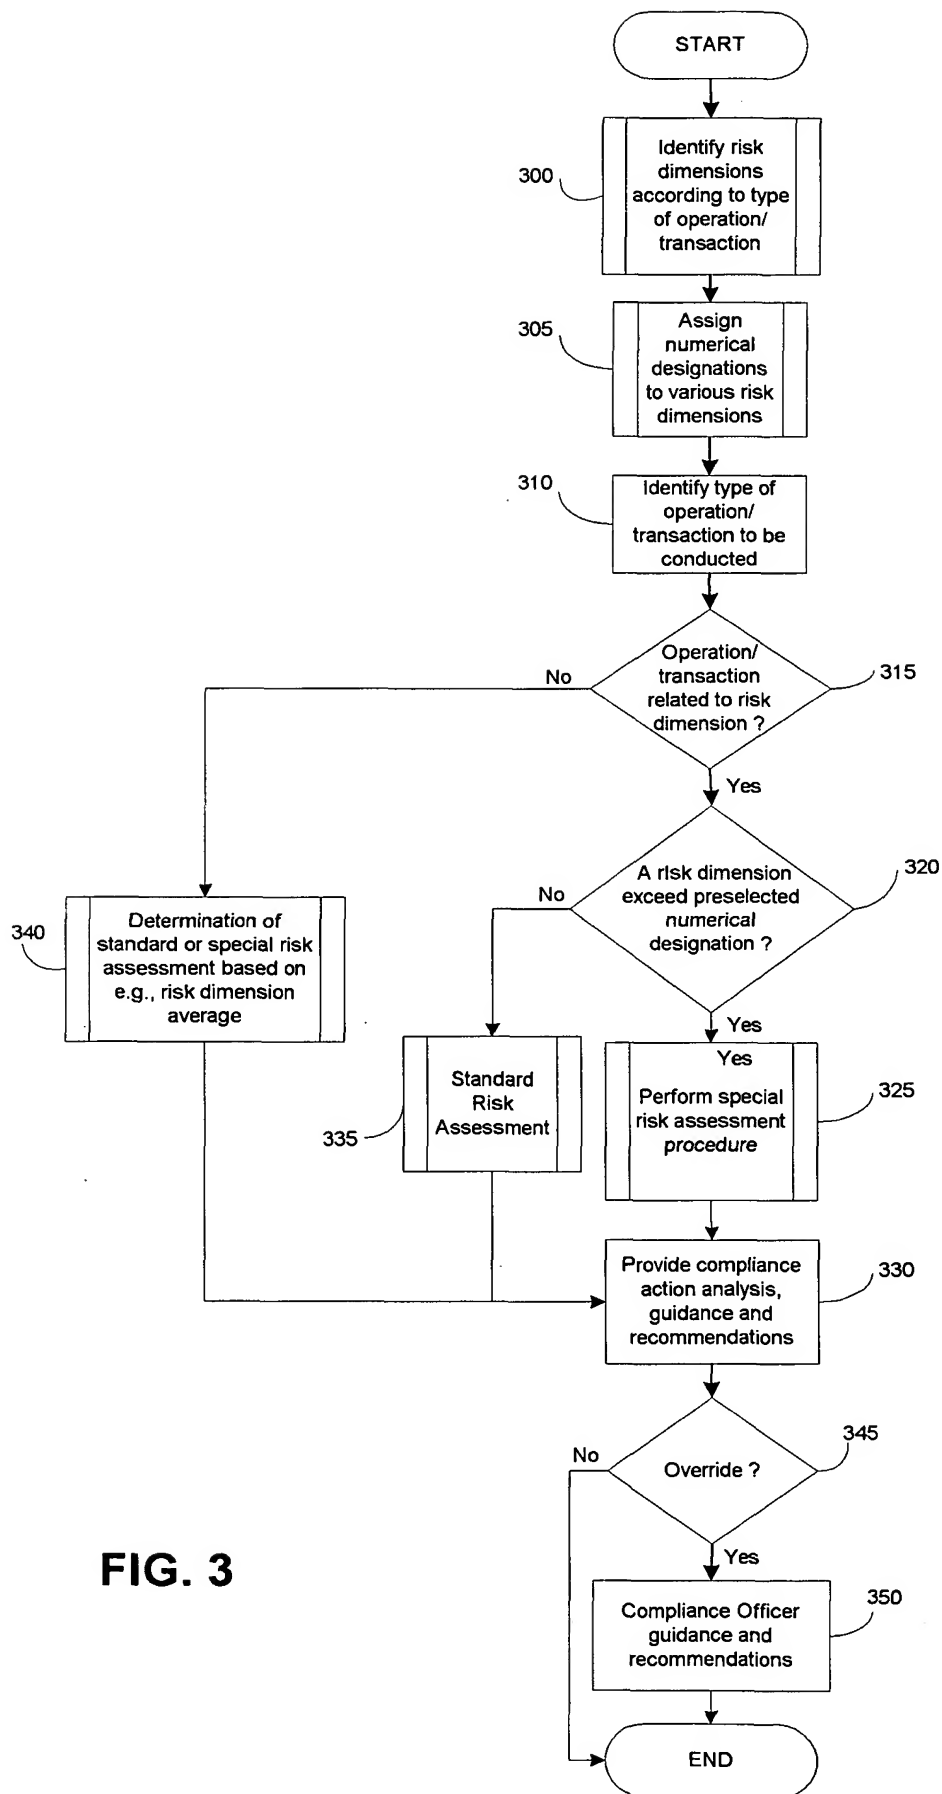 START
300
Identify risk
dimensions
according to type
of operation/
transaction
305
Assign
numerical
designations
to various risk
dimensions
310
Identify type of
operation/
transaction to be
conducted
Operation/
transaction
related to risk
dimension ?
315
No
Yes
A risk dimension
exceed preselected
numerical
designation ?
320
No
Yes
340
Determination of
standard or special risk
assessment based on
e.g., risk dimension
average
335
Standard
Risk
Assessment
Yes
Perform special
risk assessment
procedure
325
Provide compliance
action analysis,
guidance and
recommendations
330
Override ?
345
No
Yes
Compliance Officer
guidance and
recommendations
350
END
FIG. 3